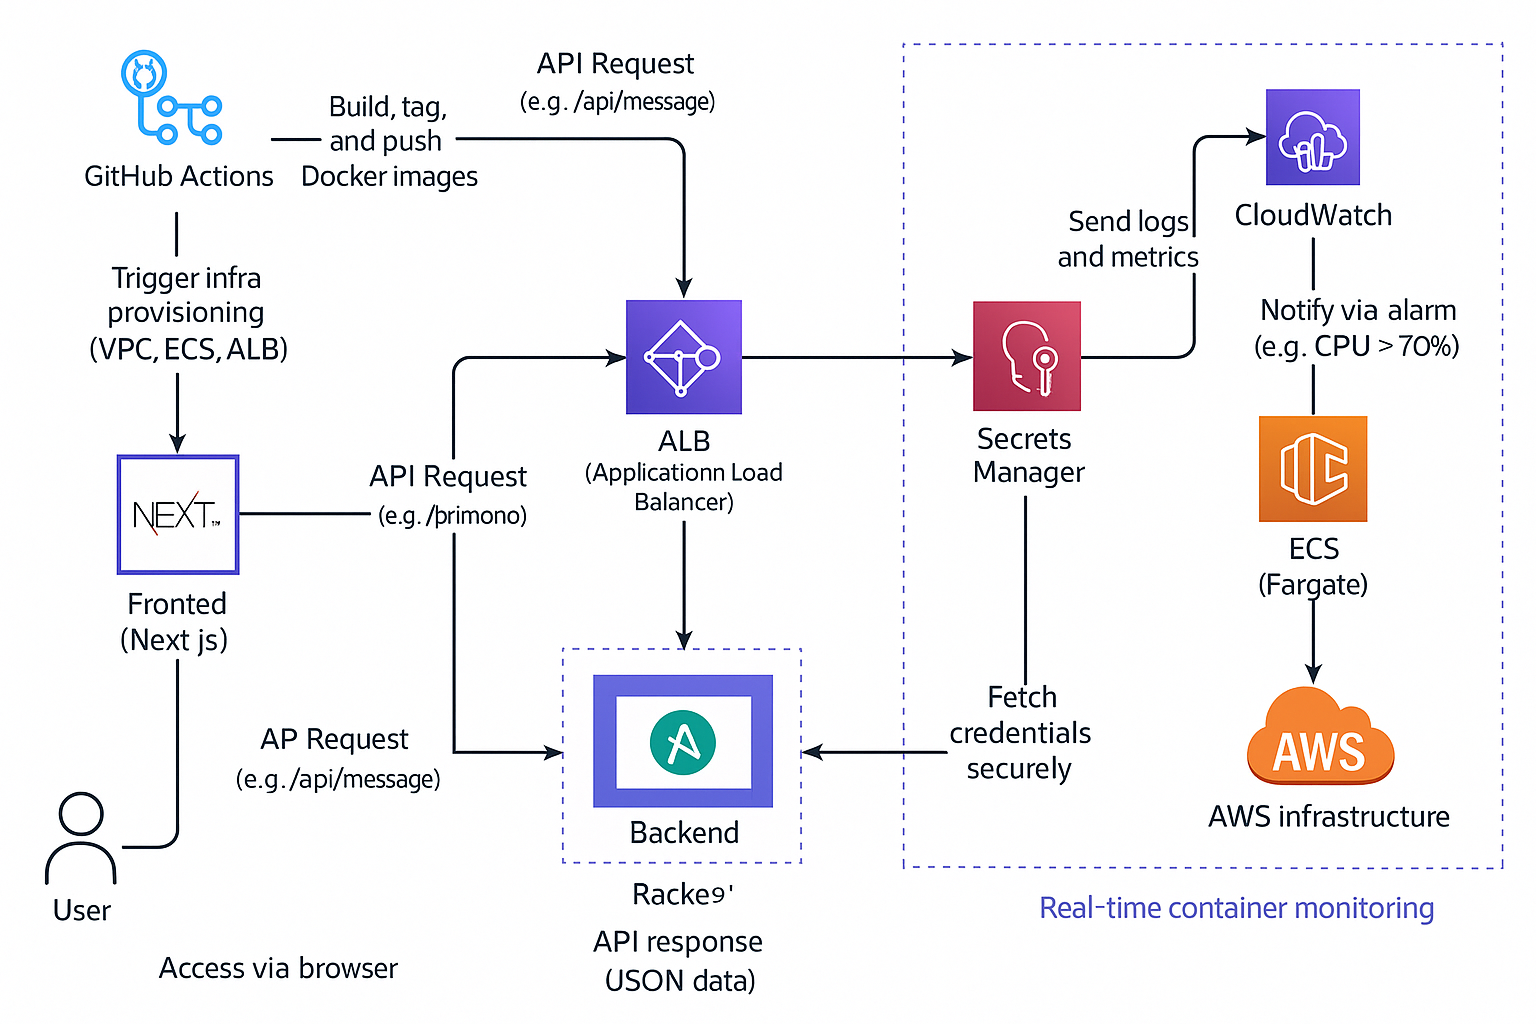 GitHub Actions
Build, tag,
and push
Docker images
API Request
(e.g. /api/message)
Trigger infra
provisioning
(VPC, ECS, ALB)
NEXT.™
Fronted
(Next js)
API Request
(e.g. /þrimono)
ALB
(Applicationn Load
Balancer)
AP Request
(e.g. /api/message)
User
Access via browser
A
Backend
Racke9'
API response
(USON data)
Secrets
Manager
Send logs
and metrics
CloudWatch
Notify via alarm
(e.g. CPU > 70%)
ECS
(Fargate)
Fetch
credentials
securely
AWS
AWS infrastructure
Real-time container monitoring